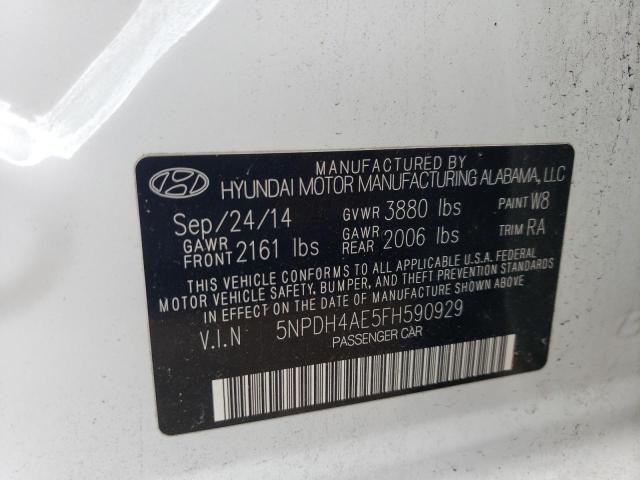 MANUFACTURED BY
HYUNDAI MOTOR MANUFACTURING ALABAMA, LLC
Sep/24/14 GVWR 3880 lbs PAINT W8
GAWR FRONT 2161 lbs GAWR REAR 2006 lbs TRIM RA
THIS VEHICLE CONFORMS TO ALL APPLICABLE U.S.A. FEDERAL
MOTOR VEHICLE SAFETY, BUMPER, AND THEFT PREVENTION STANDARDS
IN EFFECT ON THE DATE OF MANUFACTURE SHOWN ABOVE.
V.I.N 5NPDH4AE5FH590929
PASSENGER CAR